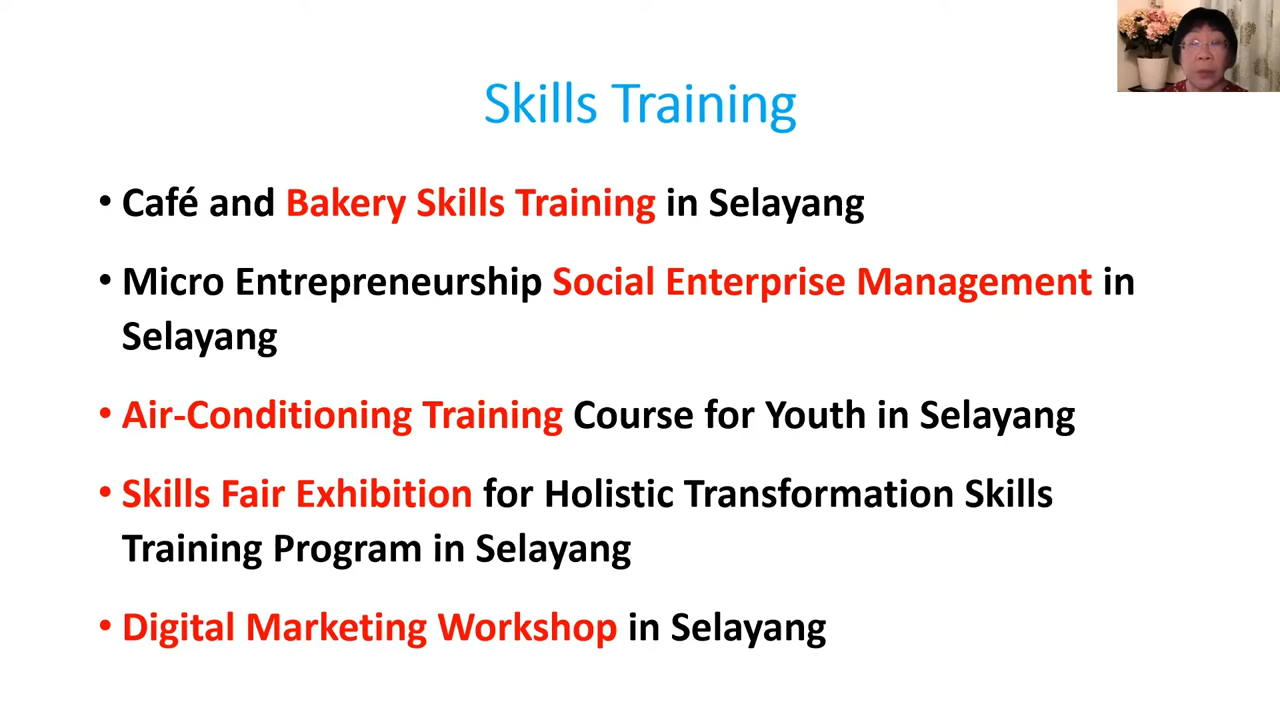 Skills Training
• Café and Bakery Skills Training in Selayang
• Micro Entrepreneurship Social Enterprise Management in
Selayang
• Air-Conditioning Training Course for Youth in Selayang
• Skills Fair Exhibition for Holistic Transformation Skills
Training Program in Selayang
• Digital Marketing Workshop in Selayang